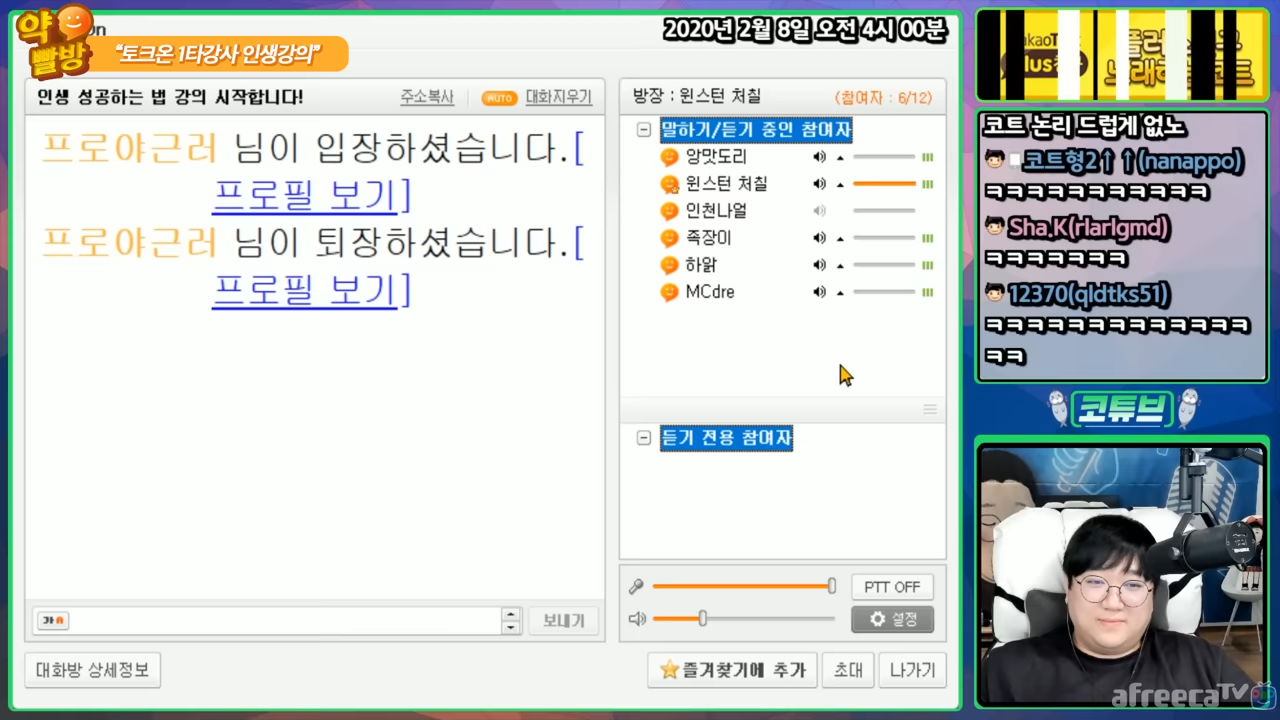 약빨방
“토크온 1타강사 인생강의”
2020년 2월 8일 오전 4시 00분
인생 성공하는 법 강의 시작합니다!
주소복사
AUTO
대화지우기
프로야근러 님이 입장하셨습니다.[
프로필 보기]
프로야근러 님이 퇴장하셨습니다.[
프로필 보기]
가A
보내기
대화방 상세정보
방장 : 윈스턴 처칠
(참여자 : 6/12)
말하기/듣기 중인 참여자
앙맛도리
윈스턴 처칠
인천나얼
족장이
하앍
MCdre
듣기 전용 참여자
PTT OFF
설정
즐겨찾기에 추가
초대
나가기
코트 논리 드럽게 없노
코트형2↑↑(nanappo)
ㅋㅋㅋㅋㅋㅋㅋㅋㅋㅋㅋ
Sha.K(rlarlgmd)
ㅋㅋㅋㅋㅋㅋㅋ
12370(qldtks51)
ㅋㅋㅋㅋㅋㅋㅋㅋㅋㅋㅋㅋㅋ
ㅋㅋ
코튜브
afreecaTV